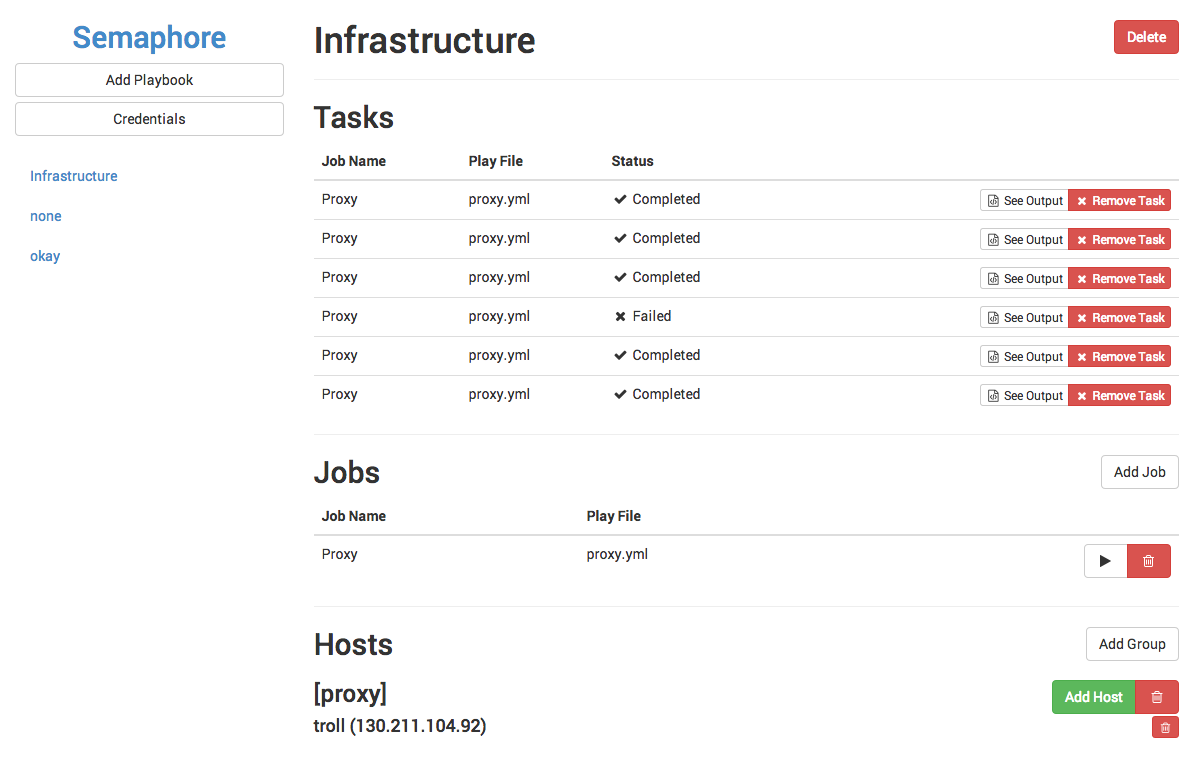 Semaphore
Add Playbook
Credentials
Infrastructure
none
okay
Infrastructure
Delete
Tasks
Job Name Play File Status
Proxy proxy.yml Completed See Output Remove Task
Proxy proxy.yml Completed See Output Remove Task
Proxy proxy.yml Completed See Output Remove Task
Proxy proxy.yml Failed See Output Remove Task
Proxy proxy.yml Completed See Output Remove Task
Proxy proxy.yml Completed See Output Remove Task
Jobs Add Job
Job Name Play File
Proxy proxy.yml
Hosts Add Group
[proxy] Add Host
troll (130.211.104.92)